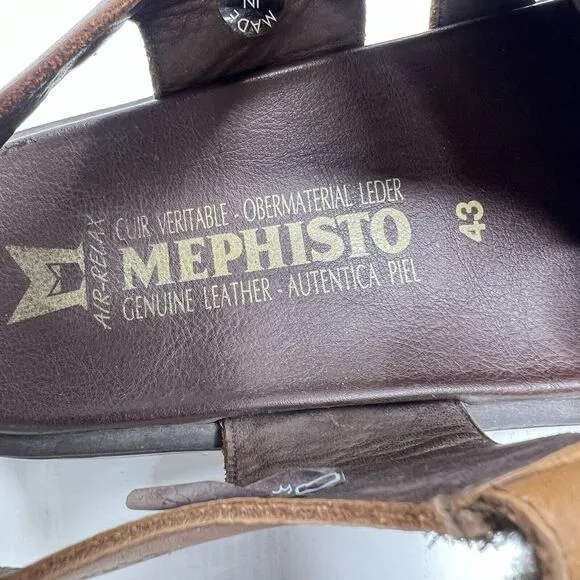 MADE
IN
CUIR VERITABLE - OBERMATERIAL LEDER
MEPHISTO
GENUINE LEATHER - AUTENTICA PIEL
AIR-RELAX
M
43